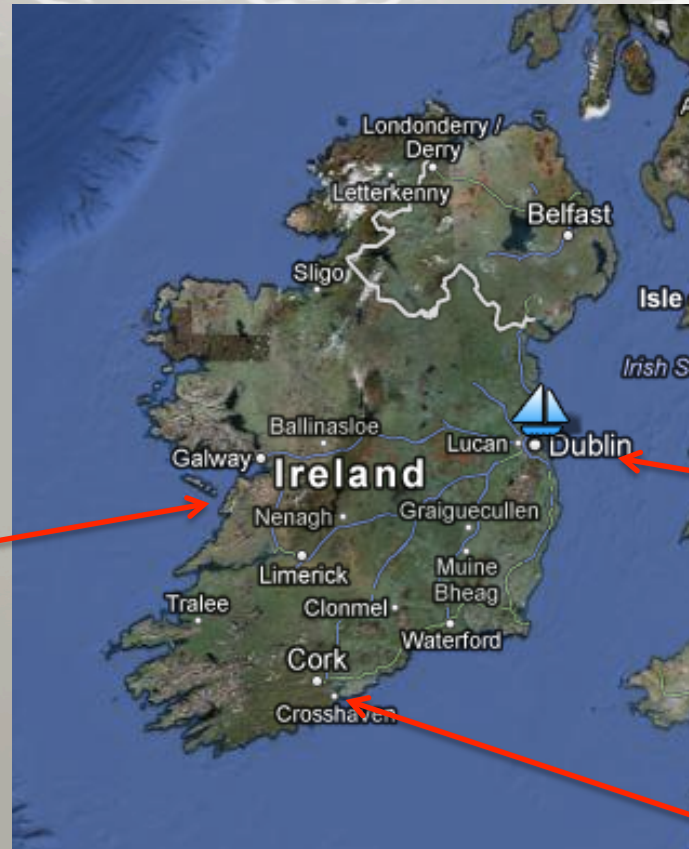 Londonderry /
Derry
Letterkenny
Belfast
Sligo
Isle
Irish S
Ballinasloe
Lucan
Dublin
Galway
Ireland
Nenagh
Graiguecullen
Limerick
Muine
Bheag
Tralee
Clonmel
Waterford
Cork
Crosshaven